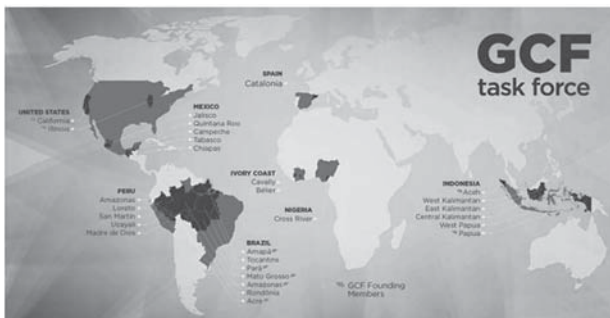 GCF
task force
SPAIN
Catalonia
UNITED STATES
California
Illinois
MEXICO
Jalisco
Quintana Roo
Campeche
Tabasco
Chiapas
IVORY COAST
Cavally
Bélier
NIGERIA
Cross River
PERU
Amazonas
Loreto
San Martin
Ucayali
Madre de Dios
BRAZIL
Amapá
Tocantins
Pará
Mato Grosso
Amazonas
Rondônia
Acre
INDONESIA
Aceh
West Kalimantan
East Kalimantan
Central Kalimantan
West Papua
Papua
GCF Founding
Members